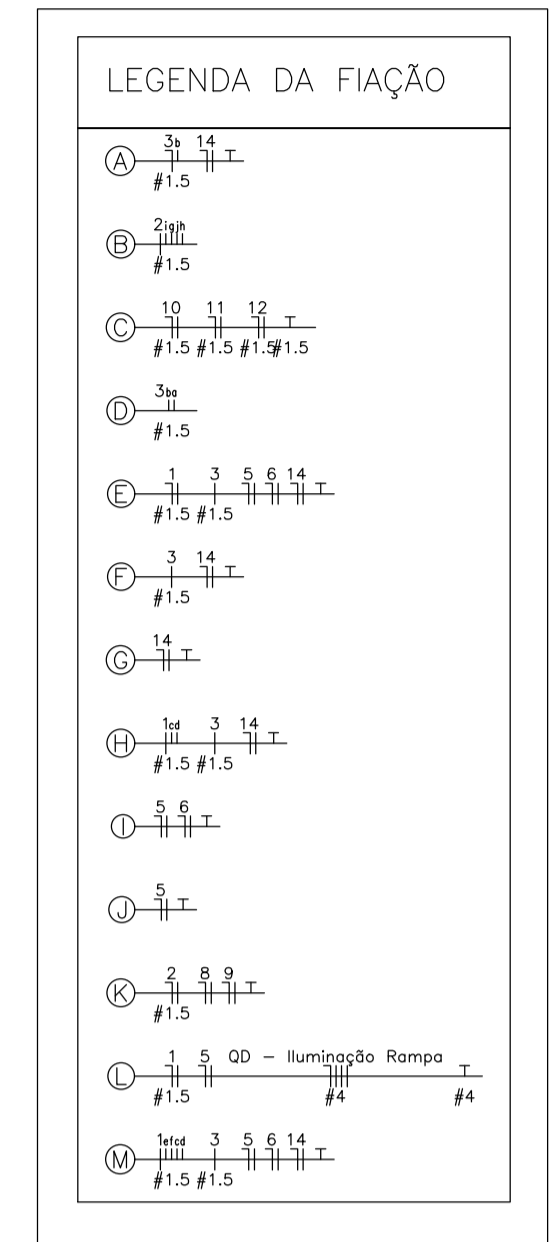 LEGENDA DA FIAÇÃO
A 3b 14 T
#1.5
B 2igjh
#1.5
C 10 11 12 T
#1.5 #1.5 #1.5 #1.5
D 3ba
#1.5
E 1 3 5 6 14 T
#1.5 #1.5
F 3 14 T
#1.5
G 14 T
H 1cd 3 14 T
#1.5 #1.5
I 5 6 T
J 5 T
K 2 8 9 T
#1.5
L 1 5 QD - Iluminação Rampa T
#1.5 #4 #4
M 1efcd 3 5 6 14 T
#1.5 #1.5